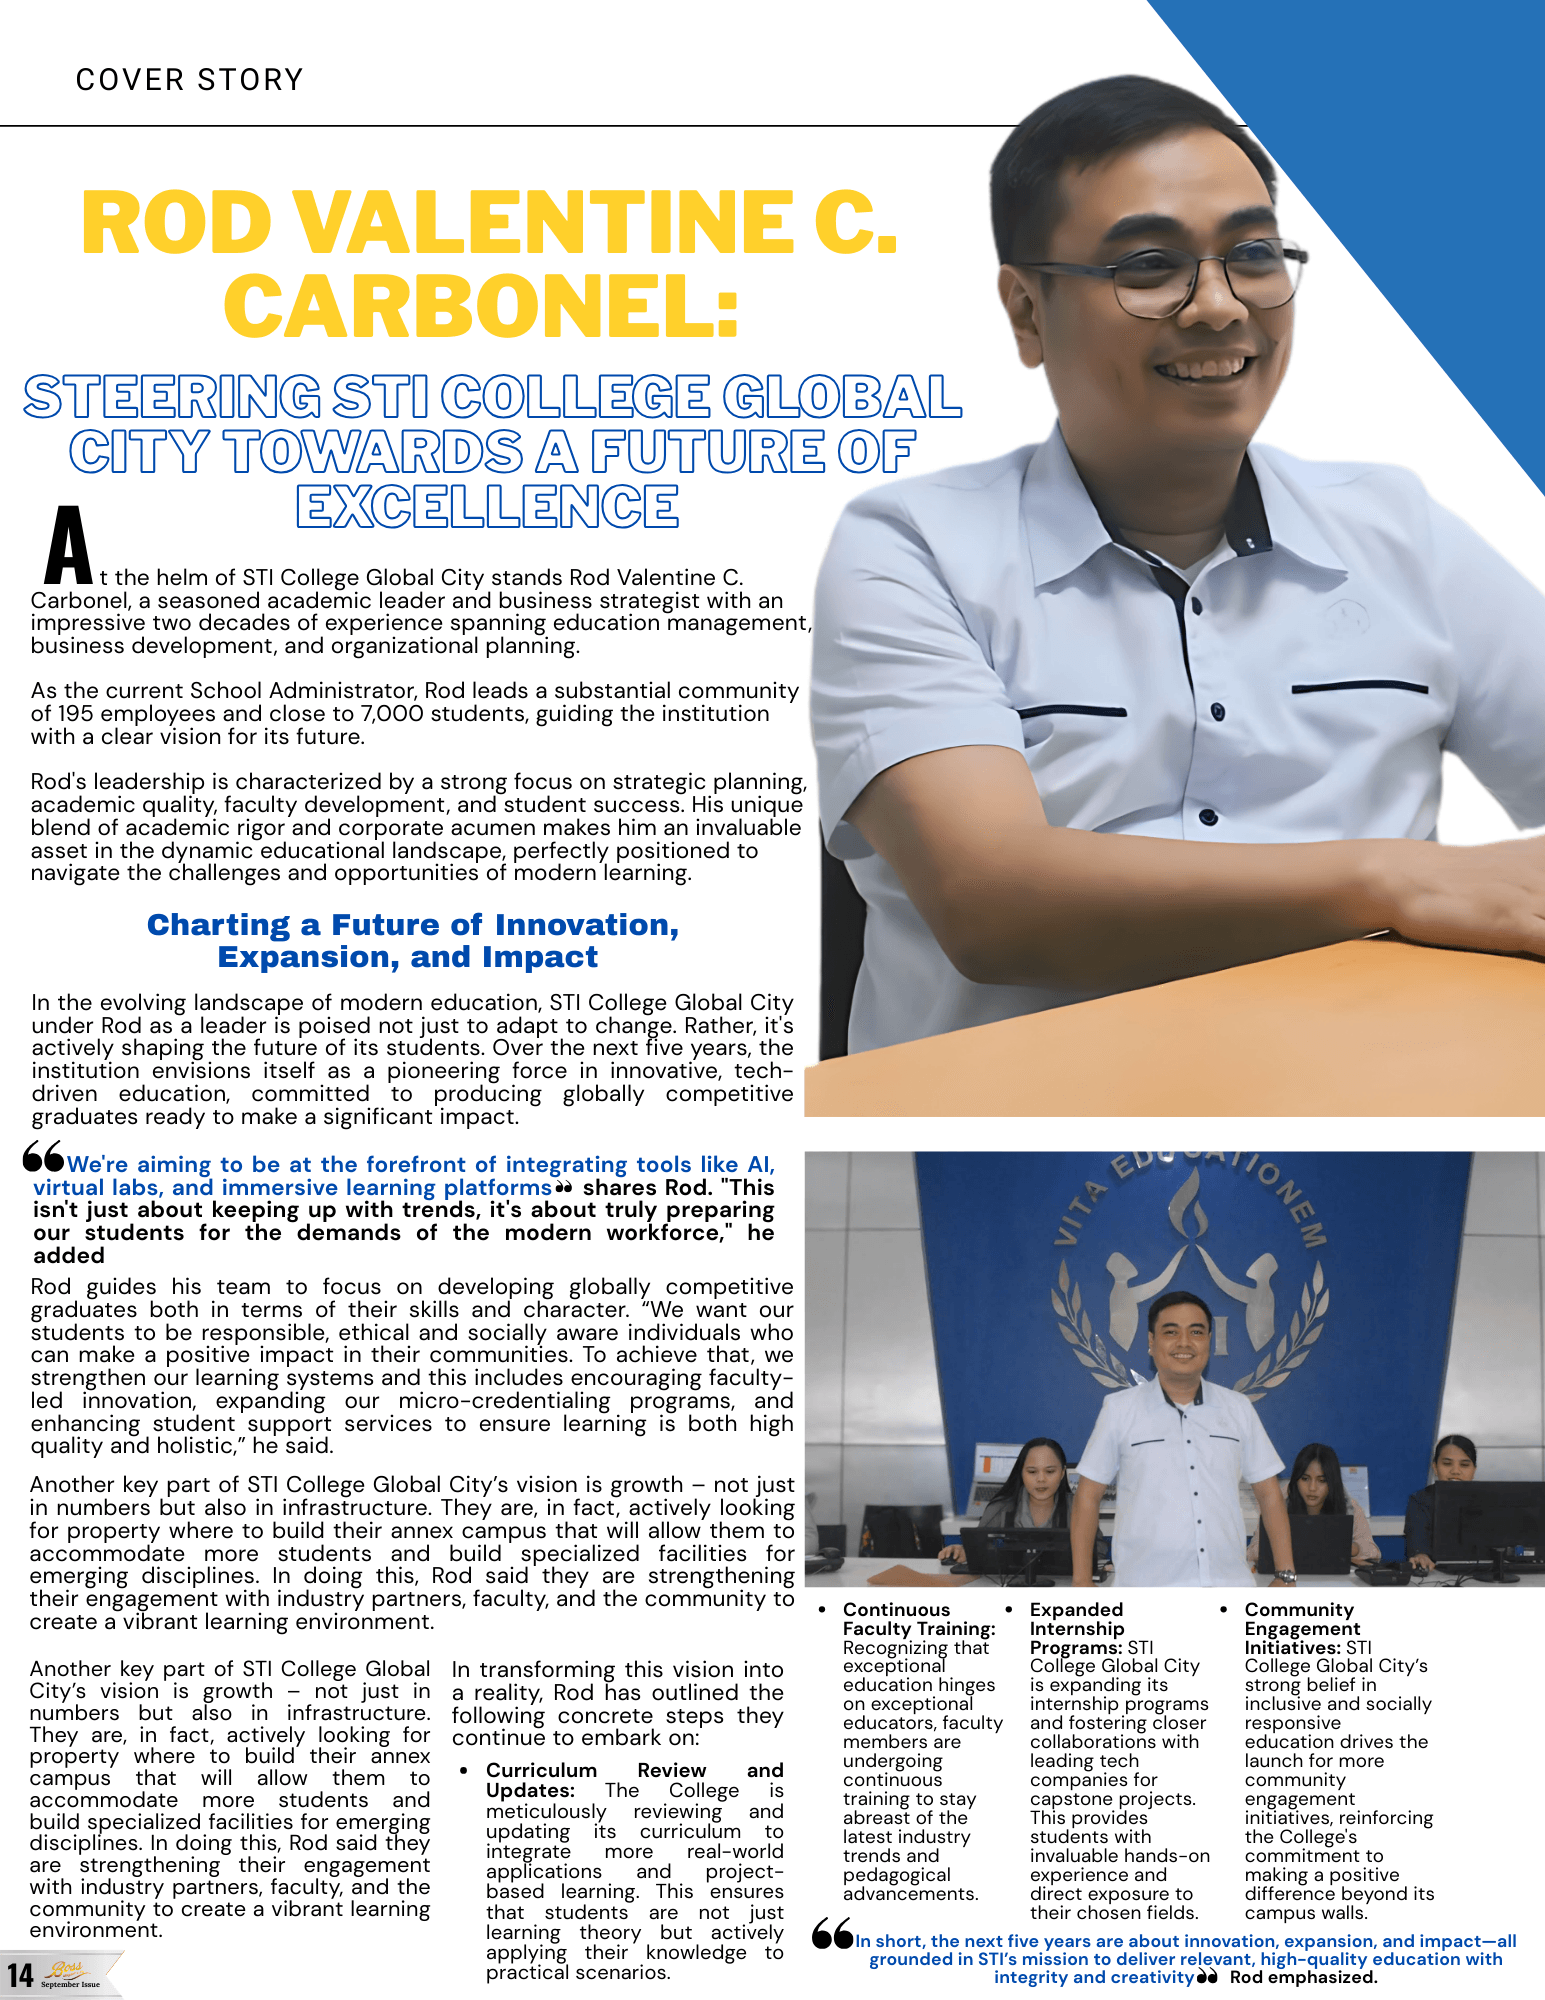 COVER STORY
ROD VALENTINE C.
CARBONEL:
STEERING STI COLLEGE GLOBAL
CITY TOWARDS A FUTURE OF
EXCELLENCE
At the helm of STI College Global City stands Rod Valentine C.
Carbonel, a seasoned academic leader and business strategist with an
impressive two decades of experience spanning education management,
business development, and organizational planning.
As the current School Administrator, Rod leads a substantial community
of 195 employees and close to 7,000 students, guiding the institution
with a clear vision for its future.
Rod's leadership is characterized by a strong focus on strategic planning,
academic quality, faculty development, and student success. His unique
blend of academic rigor and corporate acumen makes him an invaluable
asset in the dynamic educational landscape, perfectly positioned to
navigate the challenges and opportunities of modern learning.
Charting a Future of Innovation,
Expansion, and Impact
In the evolving landscape of modern education, STI College Global City
under Rod as a leader is poised not just to adapt to change. Rather, it's
actively shaping the future of its students. Over the next five years, the
institution envisions itself as a pioneering force in innovative, tech-
driven education, committed to producing globally competitive
graduates ready to make a significant impact.
❝We're aiming to be at the forefront of integrating tools like AI,
virtual labs, and immersive learning platforms❞ shares Rod. "This
isn't just about keeping up with trends, it's about truly preparing
our students for the demands of the modern workforce," he
added
Rod guides his team to focus on developing globally competitive
graduates both in terms of their skills and character. “We want our
students to be responsible, ethical and socially aware individuals who
can make a positive impact in their communities. To achieve that, we
strengthen our learning systems and this includes encouraging faculty-
led innovation, expanding our micro-credentialing programs, and
enhancing student support services to ensure learning is both high
quality and holistic,” he said.
Another key part of STI College Global City’s vision is growth – not just
in numbers but also in infrastructure. They are, in fact, actively looking
for property where to build their annex campus that will allow them to
accommodate more students and build specialized facilities for
emerging disciplines. In doing this, Rod said they are strengthening
their engagement with industry partners, faculty, and the community to
create a vibrant learning environment.
Another key part of STI College Global
City’s vision is growth – not just in
numbers but also in infrastructure.
They are, in fact, actively looking for
property where to build their annex
campus that will allow them to
accommodate more students and
build specialized facilities for emerging
disciplines. In doing this, Rod said they
are strengthening their engagement
with industry partners, faculty, and the
community to create a vibrant learning
environment.
In transforming this vision into
a reality, Rod has outlined the
following concrete steps they
continue to embark on:
• Curriculum Review and
Updates: The College is
meticulously reviewing and
updating its curriculum to
integrate more real-world
applications and project-
based learning. This ensures
that students are not just
learning theory but actively
applying their knowledge to
practical scenarios.
VITA EDUCATIONEM
• Continuous
Faculty Training:
Recognizing that
exceptional
education hinges
on exceptional
educators, faculty
members are
undergoing
continuous
training to stay
abreast of the
latest industry
trends and
pedagogical
advancements.
• Expanded
Internship
Programs: STI
College Global City
is expanding its
internship programs
and fostering closer
collaborations with
leading tech
companies for
capstone projects.
This provides
students with
invaluable hands-on
experience and
direct exposure to
their chosen fields.
• Community
Engagement
Initiatives: STI
College Global City’s
strong belief in
inclusive and socially
responsive
education drives the
launch for more
community
engagement
initiatives, reinforcing
the College's
commitment to
making a positive
difference beyond its
campus walls.
❝In short, the next five years are about innovation, expansion, and impact—all
grounded in STI’s mission to deliver relevant, high-quality education with
integrity and creativity❞ Rod emphasized.
14
Boss
September Issue